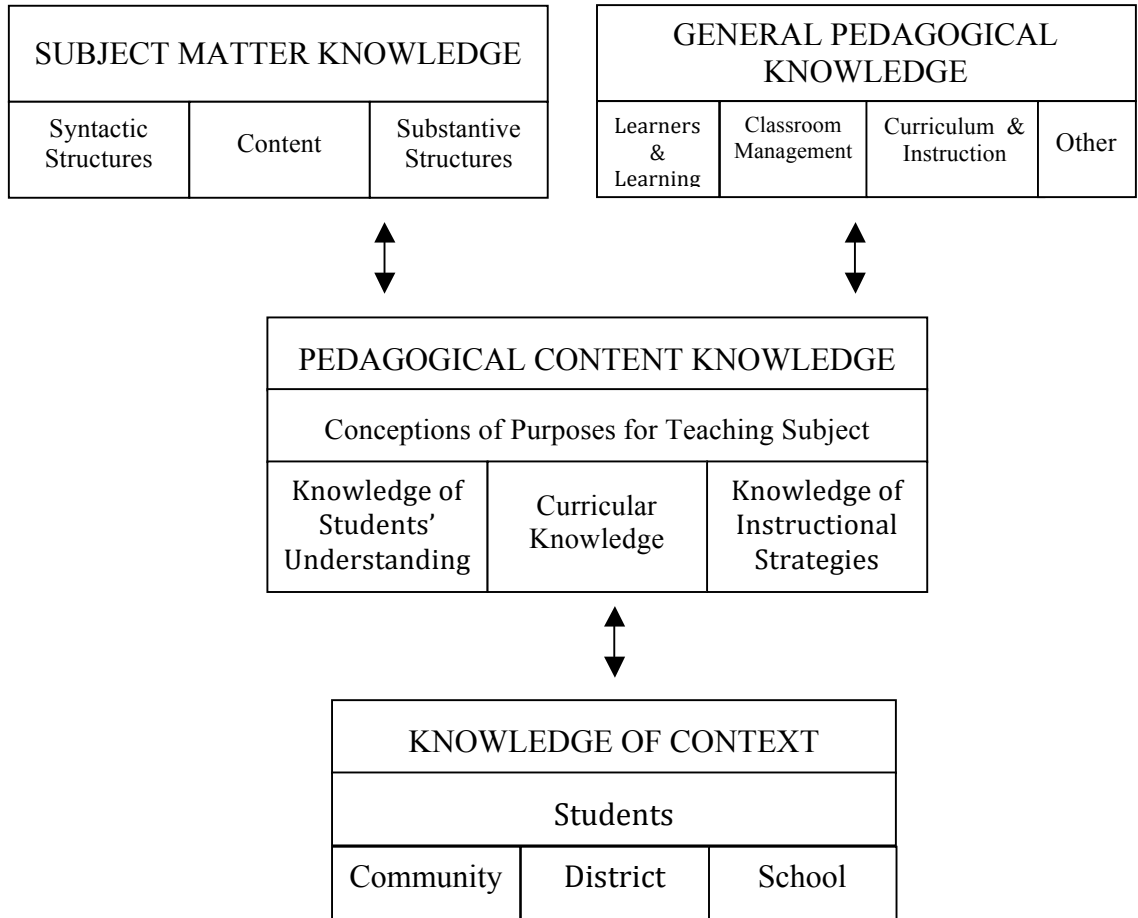 SUBJECT MATTER KNOWLEDGE
Syntactic
Structures
Content
Substantive
Structures
GENERAL PEDAGOGICAL
KNOWLEDGE
Learners
&
Learning
Classroom
Management
Curriculum &
Instruction
Other
PEDAGOGICAL CONTENT KNOWLEDGE
Conceptions of Purposes for Teaching Subject
Knowledge of
Students’
Understanding
Curricular
Knowledge
Knowledge of
Instructional
Strategies
KNOWLEDGE OF CONTEXT
Students
Community
District
School